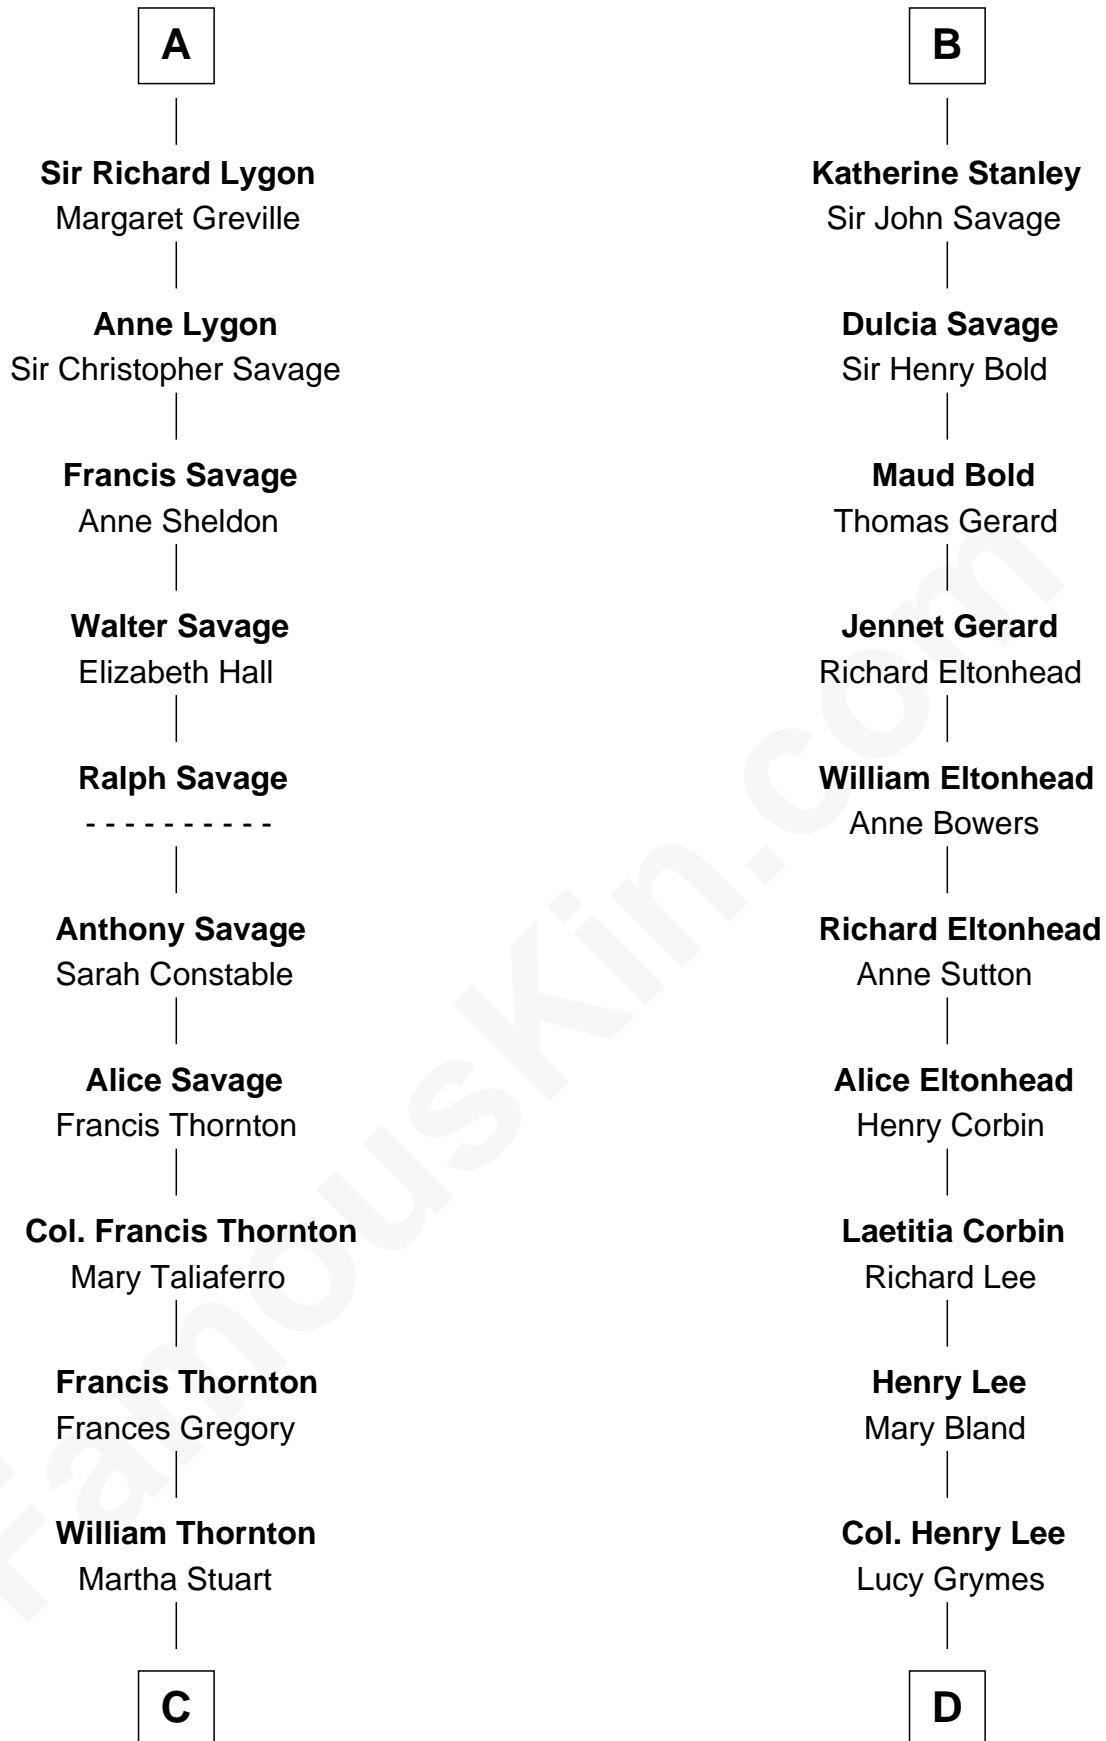 A
Sir Richard Lygon
Margaret Greville
Anne Lygon
Sir Christopher Savage
Francis Savage
Anne Sheldon
Walter Savage
Elizabeth Hall
Ralph Savage
- - - - - - - - - -
Anthony Savage
Sarah Constable
Alice Savage
Francis Thornton
Col. Francis Thornton
Mary Taliaferro
Francis Thornton
Frances Gregory
William Thornton
Martha Stuart
C
B
Katherine Stanley
Sir John Savage
Dulcia Savage
Sir Henry Bold
Maud Bold
Thomas Gerard
Jennet Gerard
Richard Eltonhead
William Eltonhead
Anne Bowers
Richard Eltonhead
Anne Sutton
Alice Eltonhead
Henry Corbin
Laetitia Corbin
Richard Lee
Henry Lee
Mary Bland
Col. Henry Lee
Lucy Grymes
D
FamousKin.com